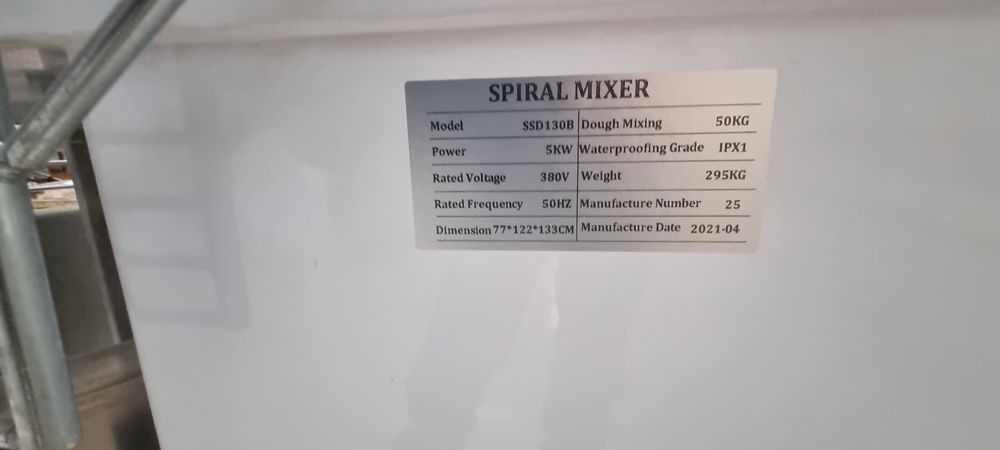 SPIRAL MIXER
Model SSD130B Dough Mixing 50KG
Power 5KW Waterproofing Grade IPX1
Rated Voltage 380V Weight 295KG
Rated Frequency 50HZ Manufacture Number 25
Dimension 77*122*133CM Manufacture Date 2021-04